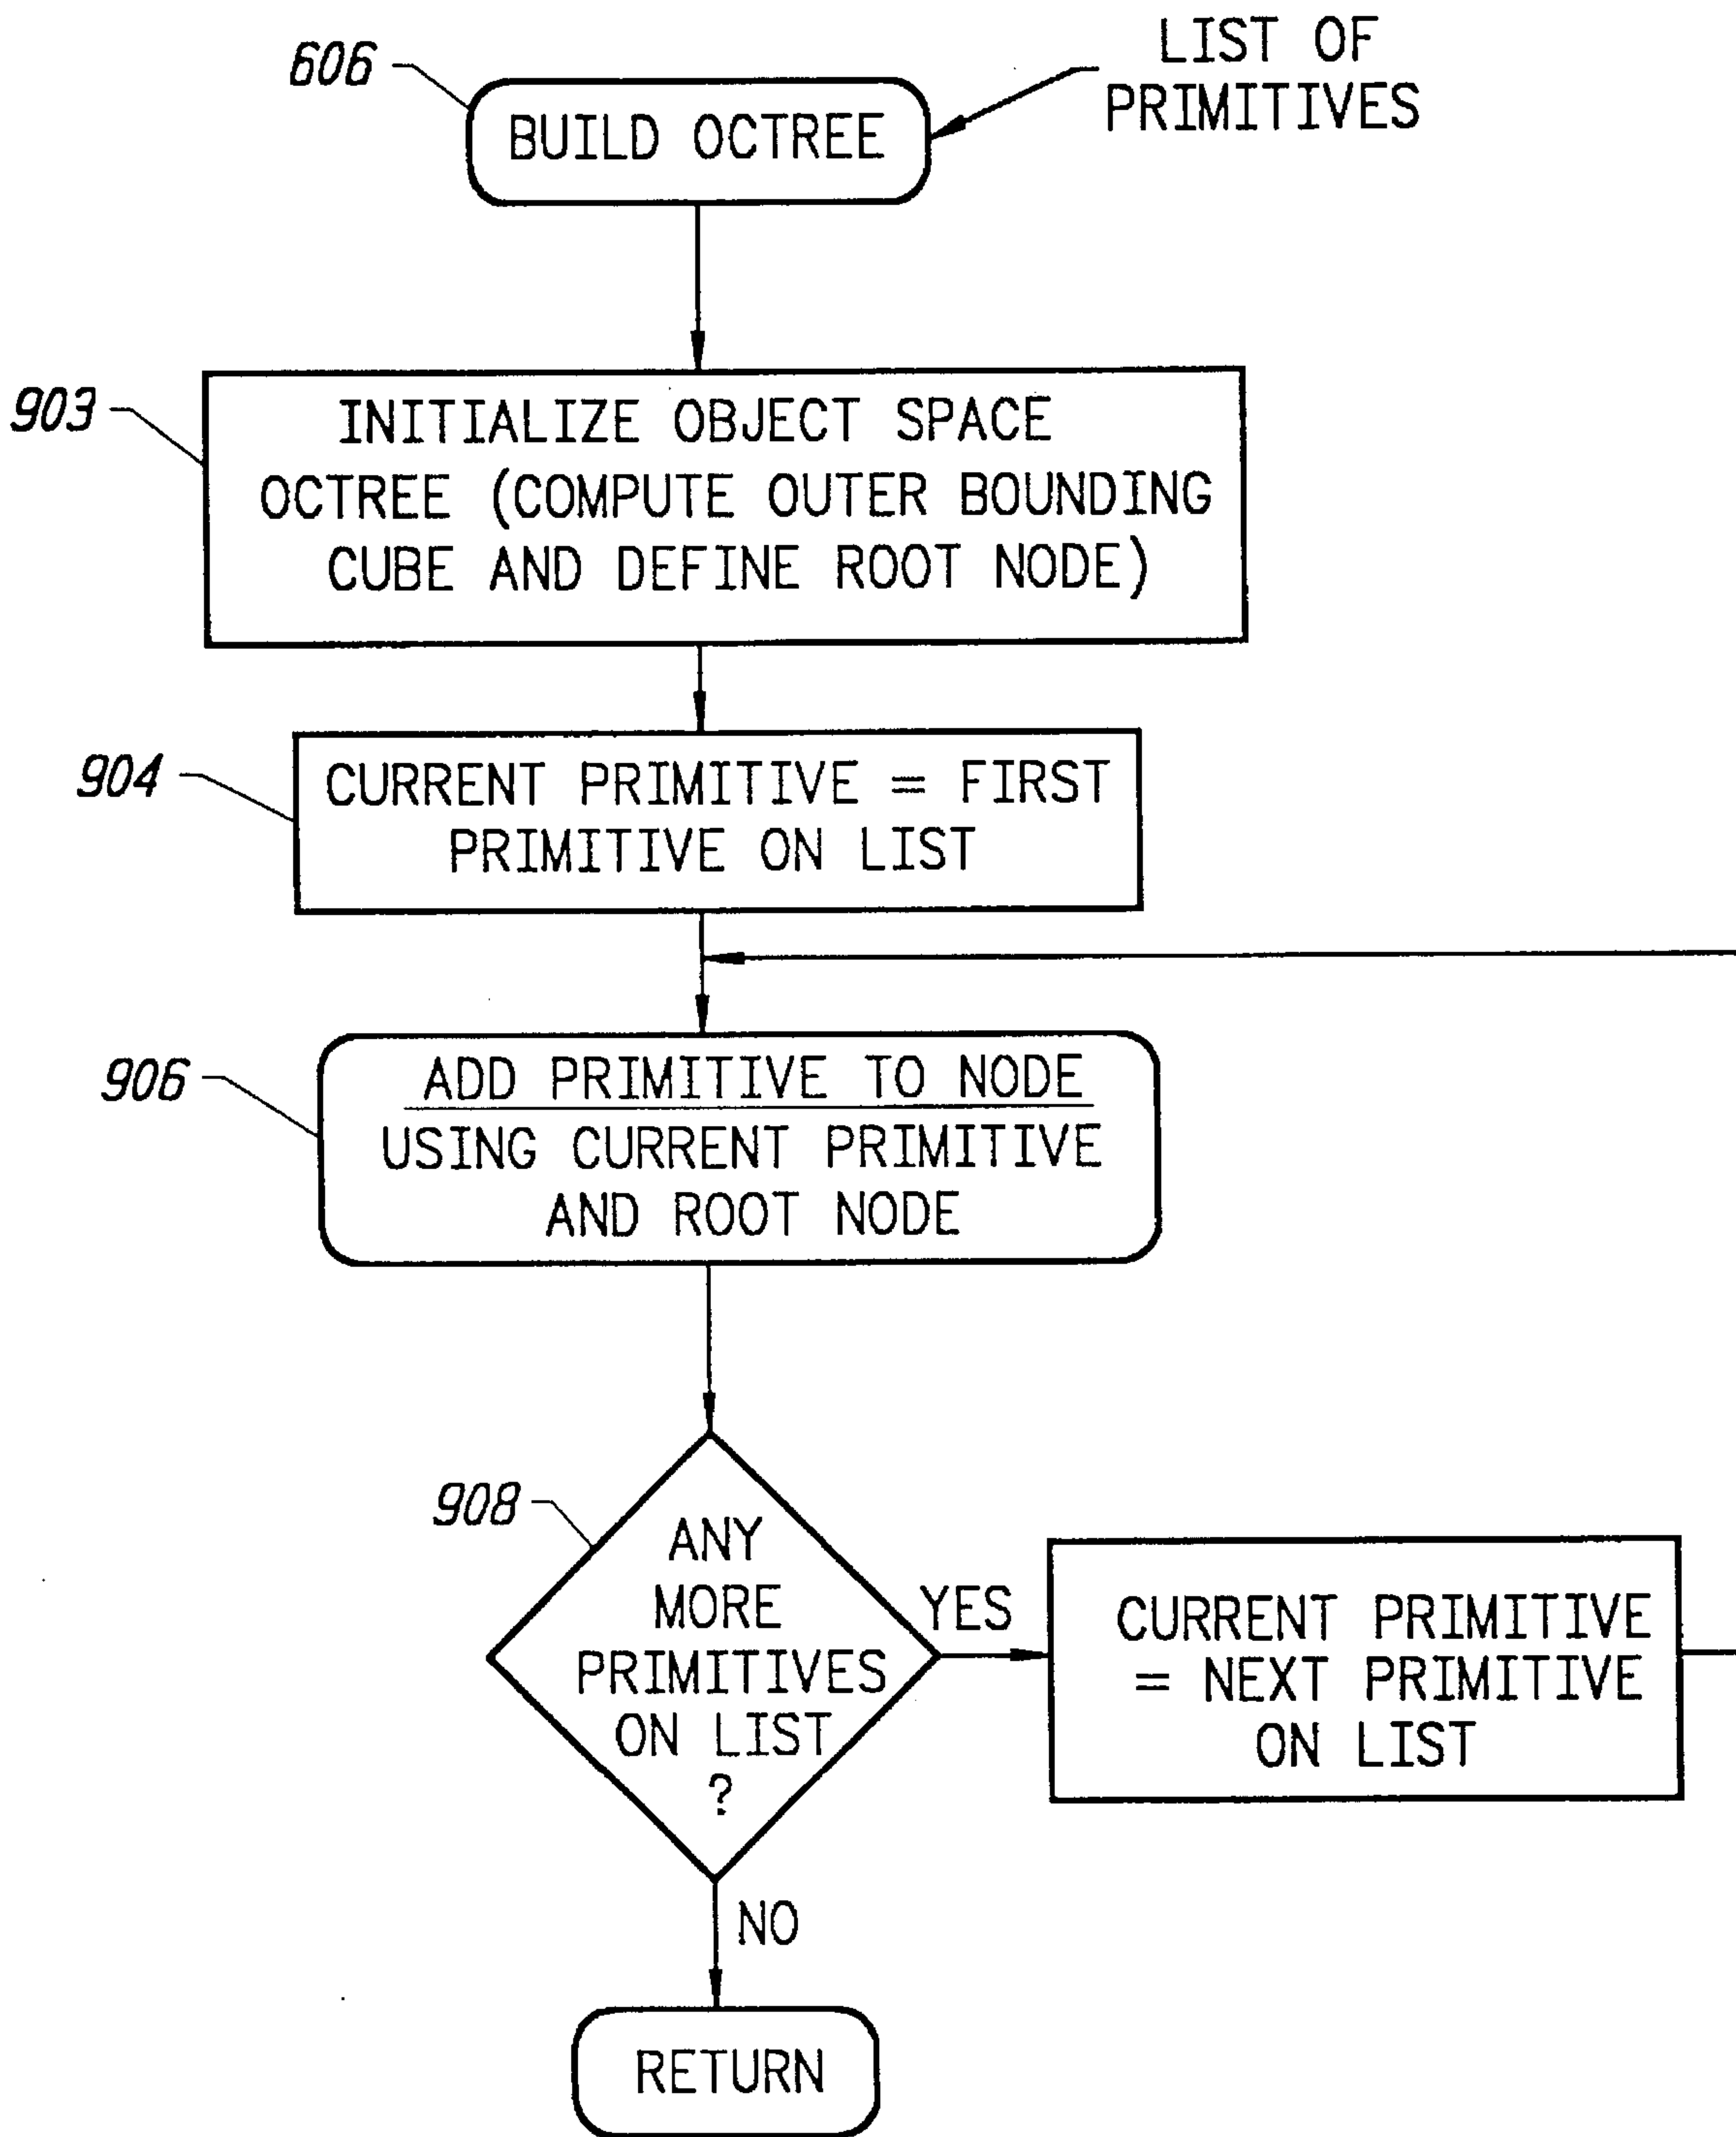 606
BUILD OCTREE
LIST OF
PRIMITIVES
903
INITIALIZE OBJECT SPACE
OCTREE (COMPUTE OUTER BOUNDING
CUBE AND DEFINE ROOT NODE)
904
CURRENT PRIMITIVE = FIRST
PRIMITIVE ON LIST
906
ADD PRIMITIVE TO NODE
USING CURRENT PRIMITIVE
AND ROOT NODE
908
ANY
MORE
PRIMITIVES
ON LIST
?
YES
CURRENT PRIMITIVE
= NEXT PRIMITIVE
ON LIST
NO
RETURN